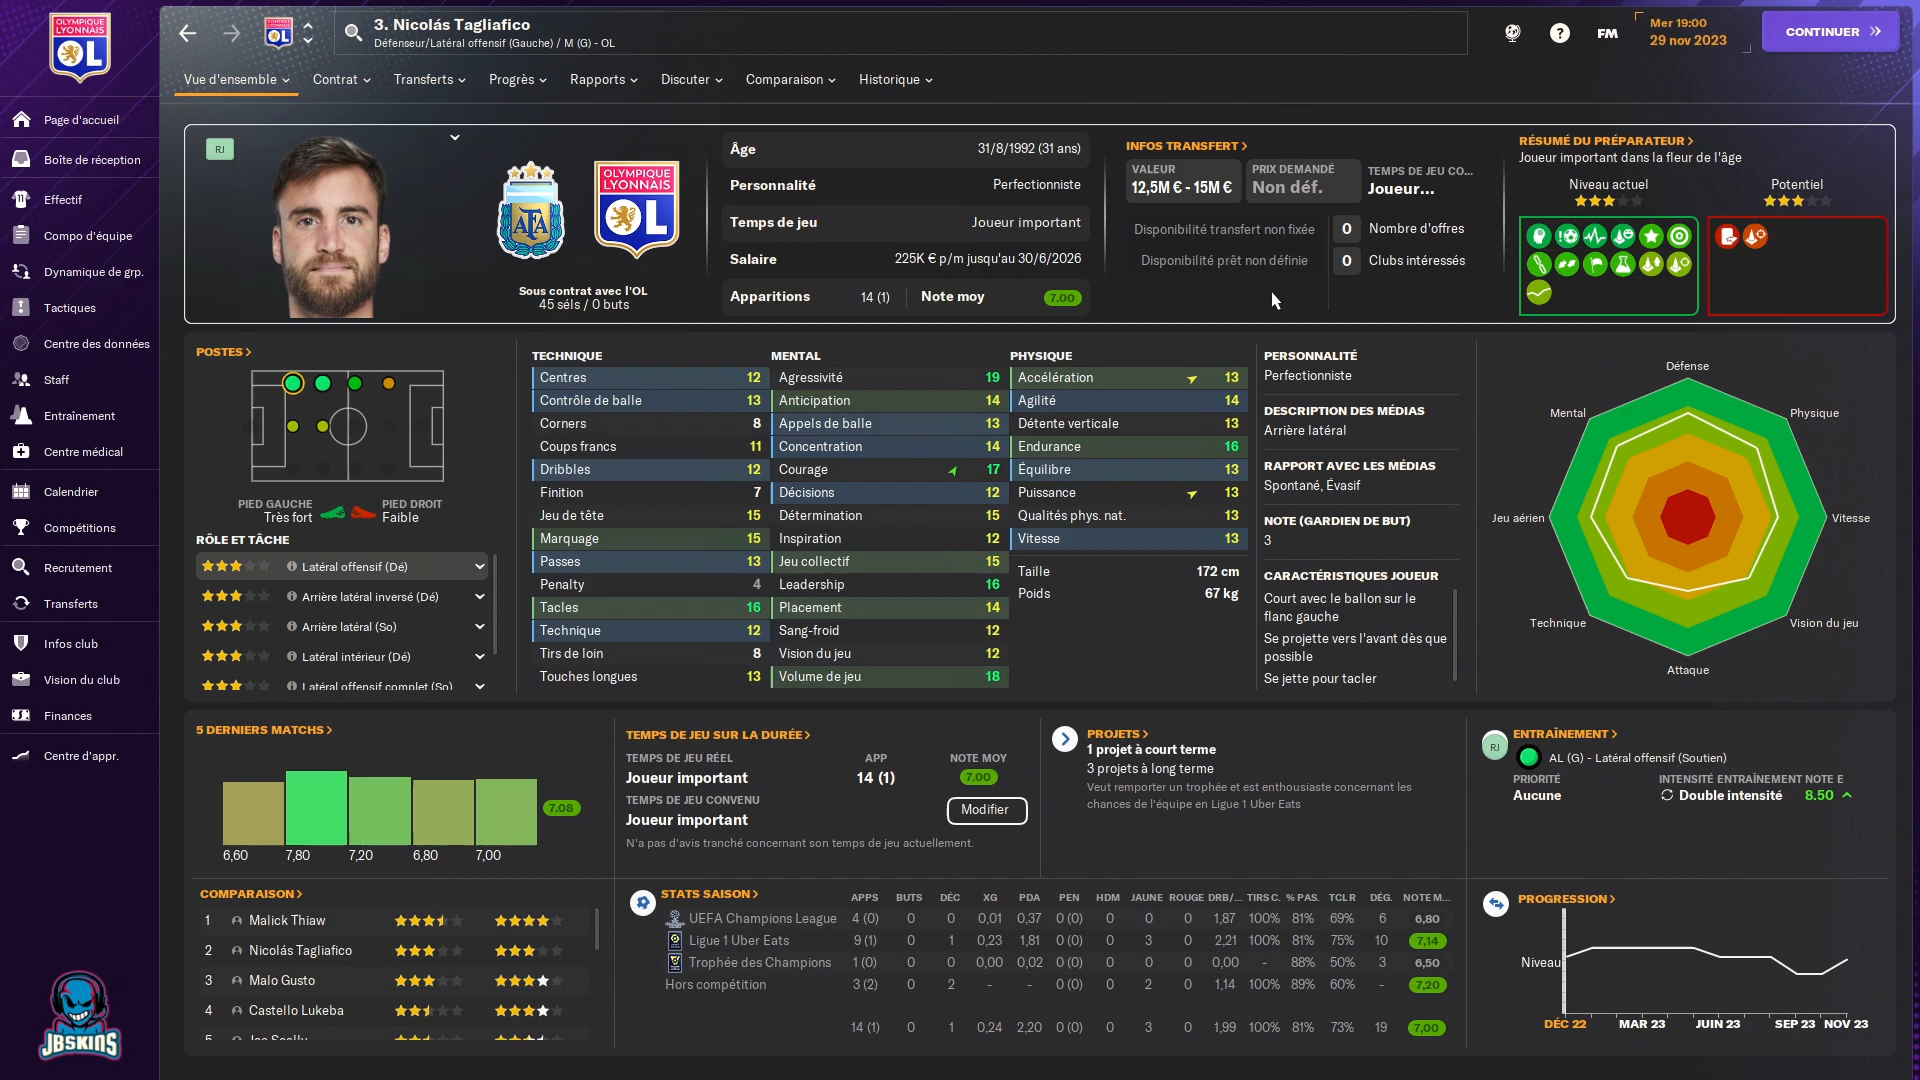 OLYMPIQUE LYONNAIS
OL
3. Nicolás Tagliafico
Défenseur/Latéral offensif (Gauche) / M (G) - OL
FM
Mer 19:00
29 nov 2023
CONTINUER
Vue d'ensemble
Contrat
Transferts
Progrès
Rapports
Discuter
Comparaison
Historique
Page d'accueil
Boîte de réception
Effectif
Compo d'équipe
Dynamique de grp.
Tactiques
Centre des données
Staff
Entraînement
Centre médical
Calendrier
Compétitions
Recrutement
Transferts
Infos club
Vision du club
Finances
Centre d'appr.
JBSKINS
RJ
AFA
OLYMPIQUE LYONNAIS
OL
Sous contrat avec l'OL
45 séls / 0 buts
Âge 31/8/1992 (31 ans)
Personnalité Perfectionniste
Temps de jeu Joueur important
Salaire 225K € p/m jusqu'au 30/6/2026
Apparitions 14 (1) Note moy 7.00
INFOS TRANSFERT
VALEUR PRIX DEMANDÉ TEMPS DE JEU CO...
12,5M € - 15M € Non déf. Joueur...
Disponibilité transfert non fixée 0 Nombre d'offres
Disponibilité prêt non définie 0 Clubs intéressés
RÉSUMÉ DU PRÉPARATEUR
Joueur important dans la fleur de l'âge
Niveau actuel Potentiel
POSTES
PIED GAUCHE PIED DROIT
Très fort Faible
RÔLE ET TÂCHE
Latéral offensif (Dé)
Arrière latéral inversé (Dé)
Arrière latéral (So)
Latéral intérieur (Dé)
Latéral offensif complet (So)
TECHNIQUE
Centres 12
Contrôle de balle 13
Corners 8
Coups francs 11
Dribbles 12
Finition 7
Jeu de tête 15
Marquage 15
Passes 13
Penalty 4
Tacles 16
Technique 12
Tirs de loin 8
Touches longues 13
MENTAL
Agressivité 19
Anticipation 14
Appels de balle 13
Concentration 14
Courage 17
Décisions 12
Détermination 15
Inspiration 12
Jeu collectif 15
Leadership 16
Placement 14
Sang-froid 12
Vision du jeu 12
Volume de jeu 18
PHYSIQUE
Accélération 13
Agilité 14
Détente verticale 13
Endurance 16
Équilibre 13
Puissance 13
Qualités phys. nat. 13
Vitesse 13
Taille 172 cm
Poids 67 kg
PERSONNALITÉ
Perfectionniste
DESCRIPTION DES MÉDIAS
Arrière latéral
RAPPORT AVEC LES MÉDIAS
Spontané, Évasif
NOTE (GARDIEN DE BUT)
3
CARACTÉRISTIQUES JOUEUR
Court avec le ballon sur le
flanc gauche
Se projette vers l'avant dès que
possible
Se jette pour tacler
Défense
Mental Physique
Jeu aérien Vitesse
Technique Vision du jeu
Attaque
5 DERNIERS MATCHS
7.08
6,60 7,80 7,20 6,80 7,00
TEMPS DE JEU SUR LA DURÉE
TEMPS DE JEU RÉEL APP NOTE MOY
Joueur important 14 (1) 7.00
TEMPS DE JEU CONVENU
Joueur important
Modifier
N'a pas d'avis tranché concernant son temps de jeu actuellement.
PROJETS
1 projet à court terme
3 projets à long terme
Veut remporter un trophée et est enthousiaste concernant les
chances de l'équipe en Ligue 1 Uber Eats
RJ
ENTRAÎNEMENT
AL (G) - Latéral offensif (Soutien)
PRIORITÉ INTENSITÉ ENTRAÎNEMENT NOTE E
Aucune Double intensité 8.50
COMPARAISON
1 Malick Thiaw
2 Nicolás Tagliafico
3 Malo Gusto
4 Castello Lukeba
STATS SAISON APPS BUTS DÉC XG PDA PEN HDM JAUNE ROUGE DRB/... TIRS C. % PAS. TCL R DÉG. NOTE M...
UEFA Champions League 4 (0) 0 0 0,01 0,37 0 (0) 0 0 0 1,87 100% 81% 69% 6 6,80
Ligue 1 Uber Eats 9 (1) 0 1 0,23 1,81 0 (0) 0 3 0 2,21 100% 81% 75% 10 7,14
Trophée des Champions 1 (0) 0 0 0,00 0,02 0 (0) 0 0 0 0,00 - 88% 50% 3 6,50
Hors compétition 3 (2) 0 2 - - 0 (0) 0 2 0 1,14 100% 89% 60% - 7,20
14 (1) 0 1 0,24 2,20 0 (0) 0 3 0 1,99 100% 81% 73% 19 7,00
PROGRESSION
Niveau
DÉC 22 MAR 23 JUIN 23 SEP 23 NOV 23